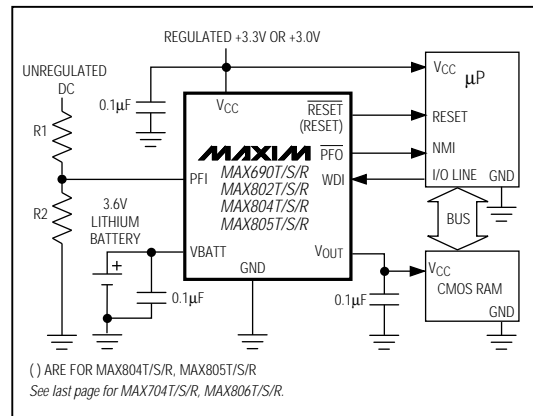 REGULATED +3.3V OR +3.0V
UNREGULATED
DC
R1
R2
0.1µF
VCC
RESET
(RESET)
MAXIM
MAX690T/S/R
MAX802T/S/R
MAX804T/S/R
MAX805T/S/R
PFI
PFO
WDI
VBATT
VOUT
GND
3.6V
LITHIUM
BATTERY
+
0.1µF
0.1µF
VCC
µP
RESET
NMI
I/O LINE
GND
BUS
VCC
CMOS RAM
GND
( ) ARE FOR MAX804T/S/R, MAX805T/S/R
See last page for MAX704T/S/R, MAX806T/S/R.